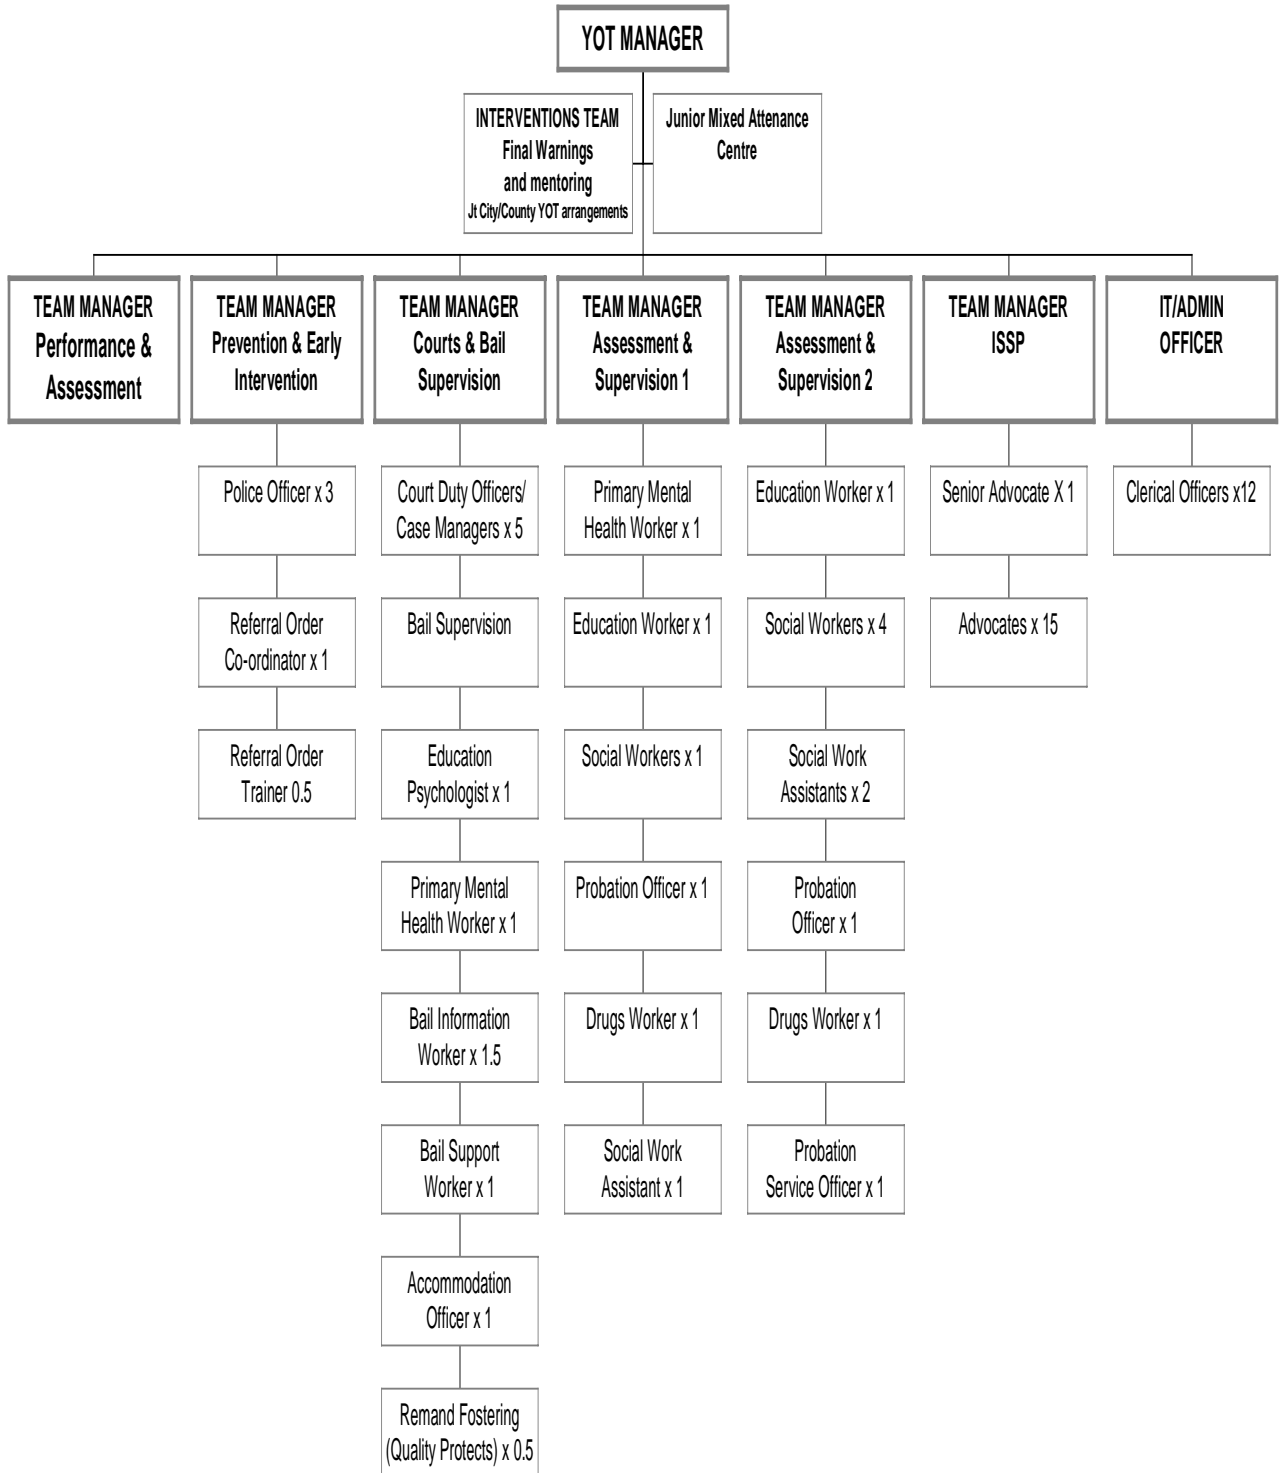 YOT MANAGER
INTERVENTIONS TEAM
Final Warnings
and mentoring
Jt City/County YOT arrangements
Junior Mixed Attenance
Centre
TEAM MANAGER
Performance &
Assessment
TEAM MANAGER
Prevention & Early
Intervention
TEAM MANAGER
Courts & Bail
Supervision
TEAM MANAGER
Assessment &
Supervision 1
TEAM MANAGER
Assessment &
Supervision 2
TEAM MANAGER
ISSP
IT/ADMIN
OFFICER
Police Officer x 3
Referral Order
Co-ordinator x 1
Referral Order
Trainer 0.5
Court Duty Officers/
Case Managers x 5
Bail Supervision
Education
Psychologist x 1
Primary Mental
Health Worker x 1
Bail Information
Worker x 1.5
Bail Support
Worker x 1
Accommodation
Officer x 1
Remand Fostering
(Quality Protects) x 0.5
Primary Mental
Health Worker x 1
Education Worker x 1
Social Workers x 1
Probation Officer x 1
Drugs Worker x 1
Social Work
Assistant x 1
Education Worker x 1
Social Workers x 4
Social Work
Assistants x 2
Probation
Officer x 1
Drugs Worker x 1
Probation
Service Officer x 1
Senior Advocate X 1
Advocates x 15
Clerical Officers x12